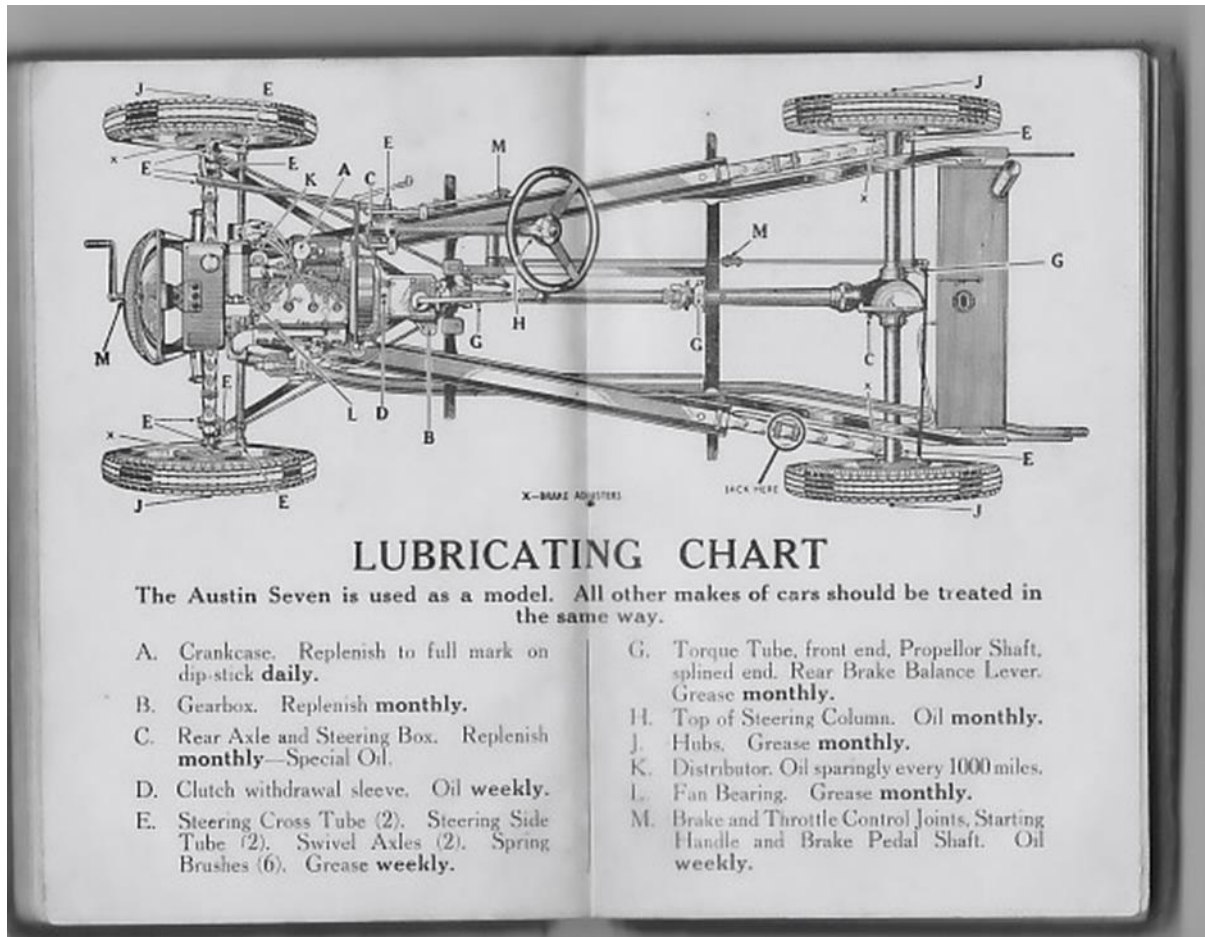 J E J
E
x E E E M E
K A C
x
M
G
H
M G G C
E x
L D
E
x B
E
J E J
X—BRAKE ADJUSTERS JACK HERE
LUBRICATING CHART
The Austin Seven is used as a model. All other makes of cars should be treated in
the same way.
A. Crankcase. Replenish to full mark on
dip-stick daily.
B. Gearbox. Replenish monthly.
C. Rear Axle and Steering Box. Replenish
monthly—Special Oil.
D. Clutch withdrawal sleeve. Oil weekly.
E. Steering Cross Tube (2). Steering Side
Tube (2). Swivel Axles (2). Spring
Brushes (6). Grease weekly.
G. Torque Tube, front end, Propellor Shaft,
splined end. Rear Brake Balance Lever.
Grease monthly.
H. Top of Steering Column. Oil monthly.
J. Hubs. Grease monthly.
K. Distributor. Oil sparingly every 1000 miles.
L. Fan Bearing. Grease monthly.
M. Brake and Throttle Control Joints, Starting
Handle and Brake Pedal Shaft. Oil
weekly.